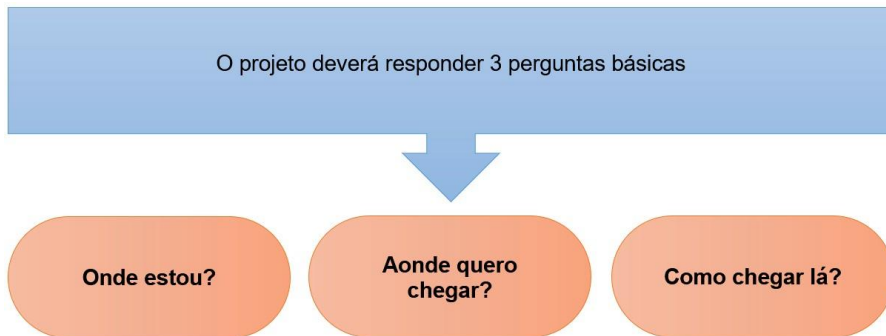 O projeto deverá responder 3 perguntas básicas
Onde estou?
Aonde quero
chegar?
Como chegar lá?